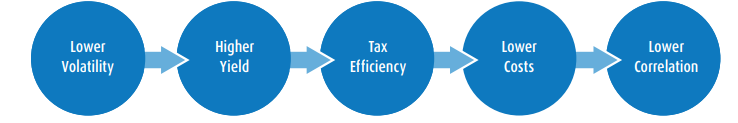 Lower
Volatility
Higher
Yield
Tax
Efficiency
Lower
Costs
Lower
Correlation